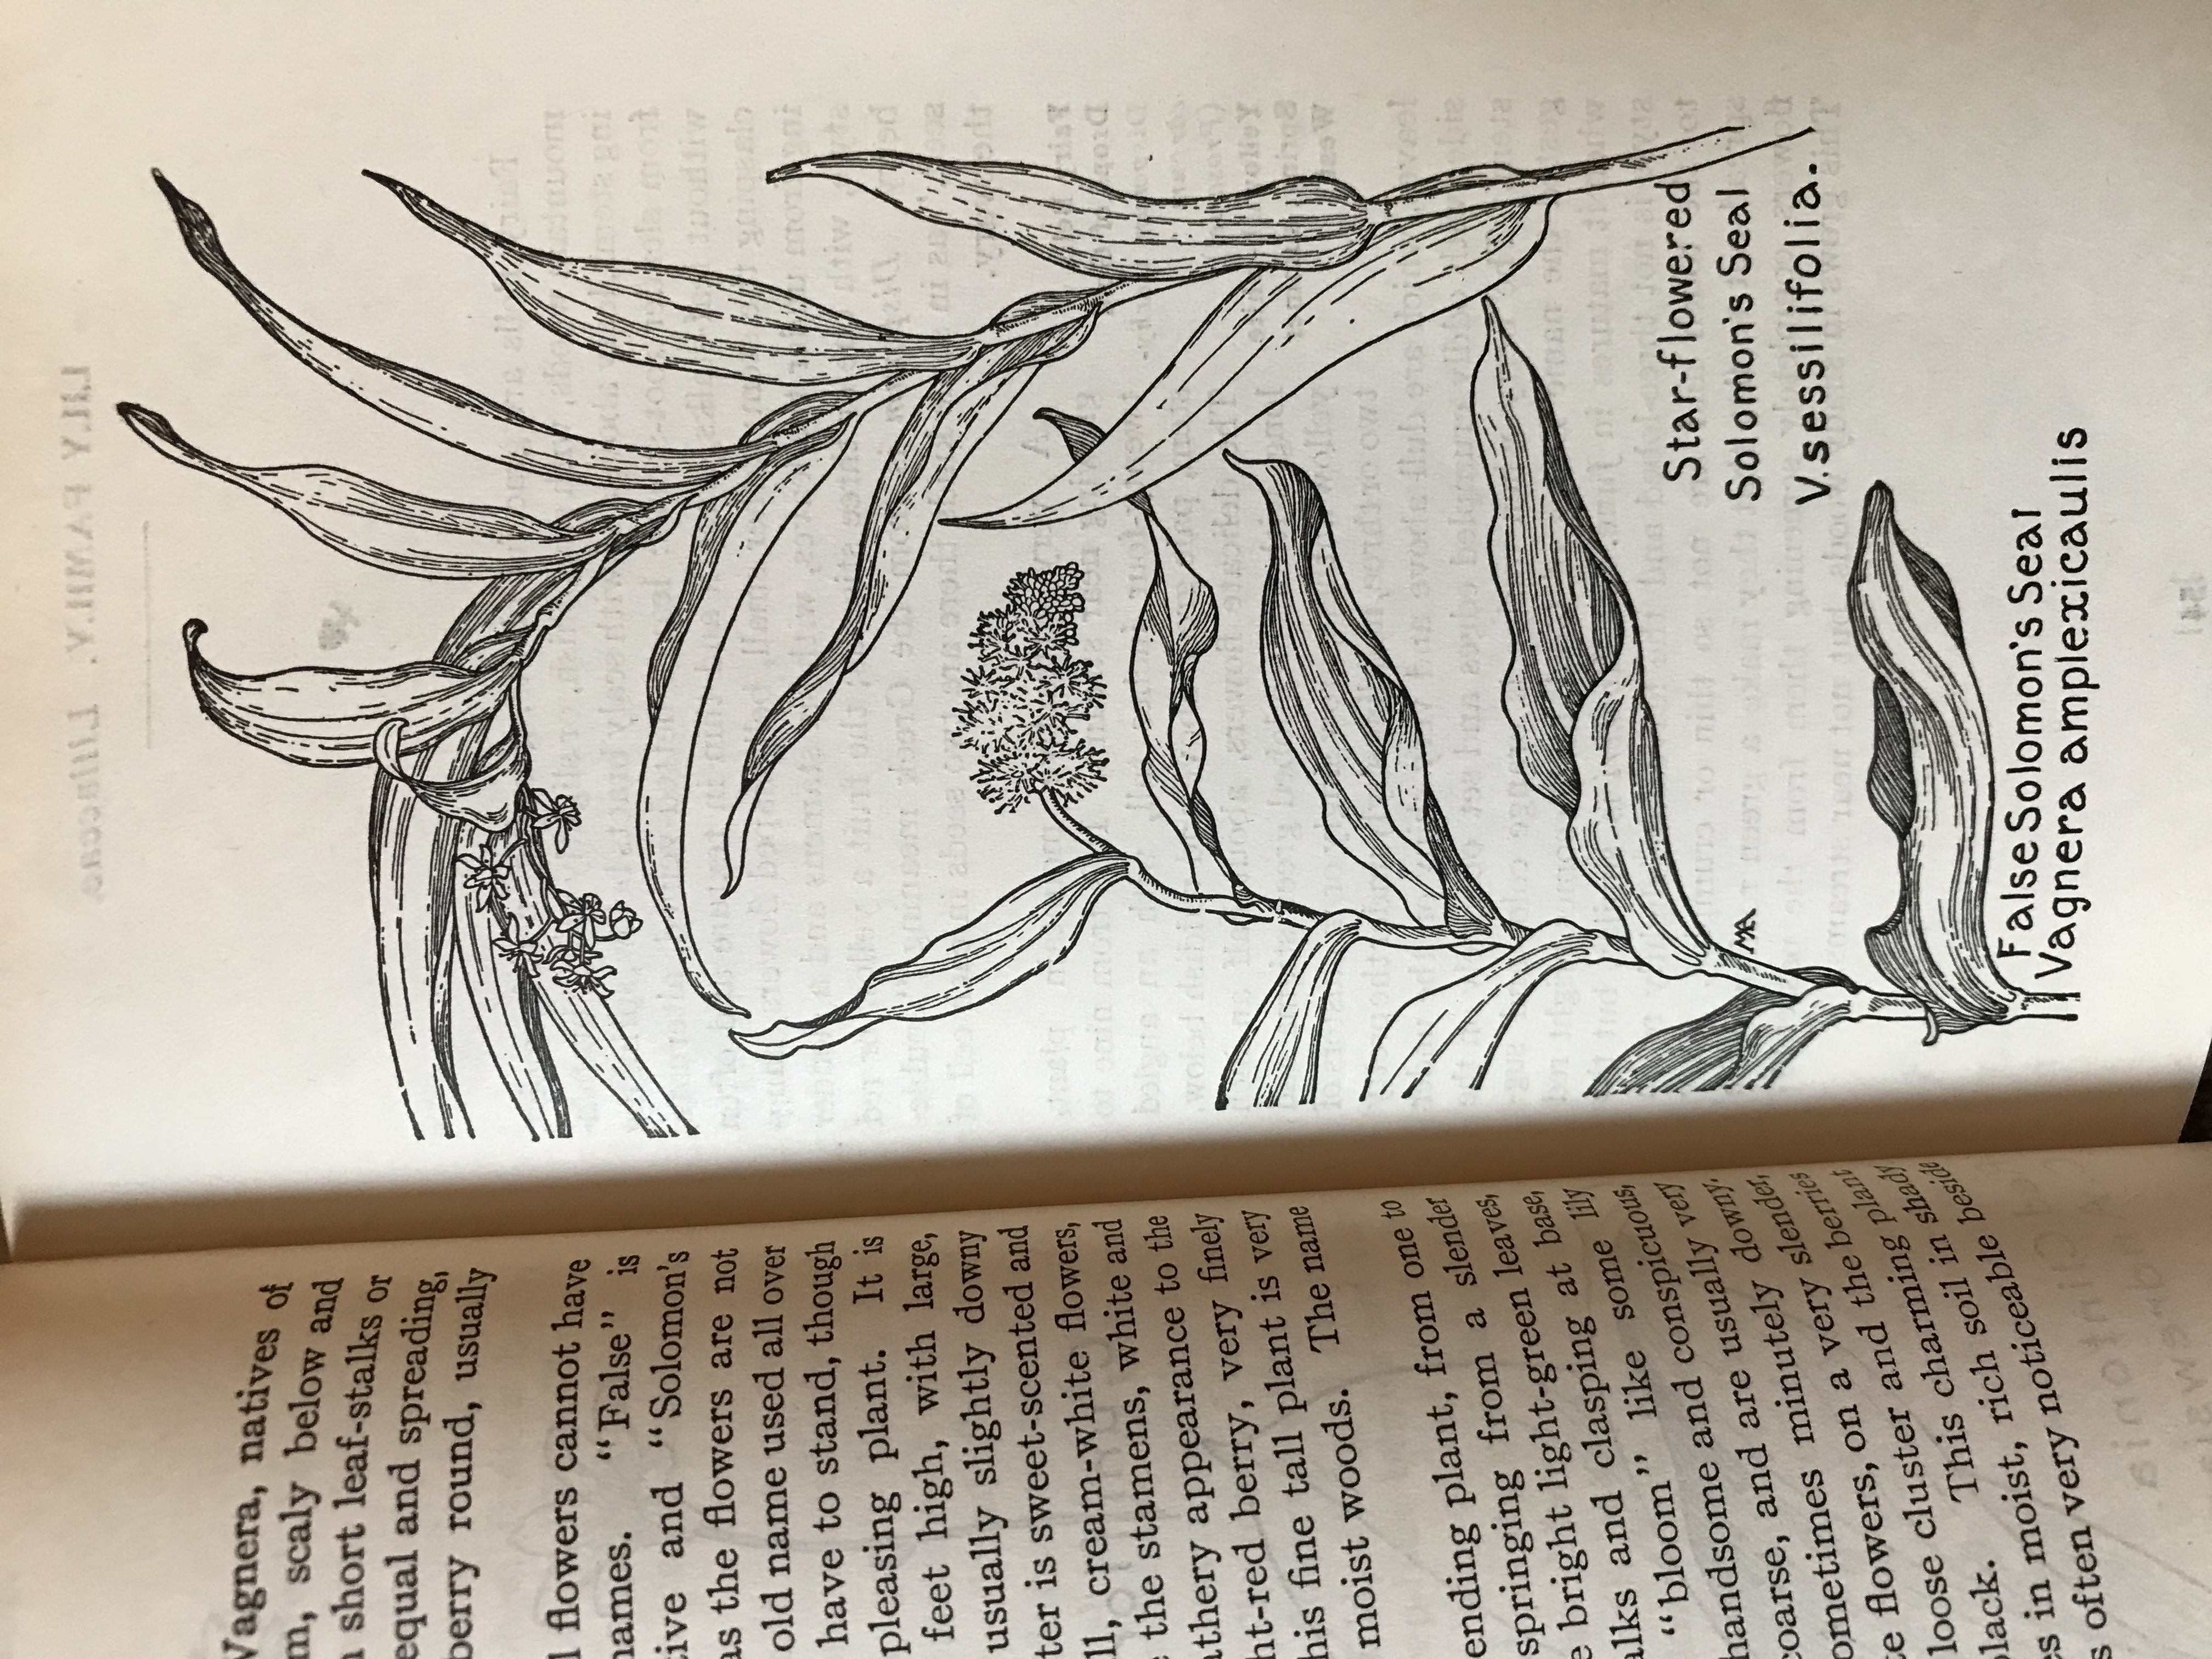 Vagnera, natives of
m, scaly below and
short leaf-stalks or
equal and spreading,
berry round, usually
l flowers cannot have
names. “False” is
tive and “Solomon's
as the flowers are not
old name used all over
have to stand, though
pleasing plant. It is
feet high, with large,
usually slightly downy
ter is sweet-scented and
ll, cream-white flowers,
the stamens, white and
athery appearance to the
ht-red berry, very finely
his fine tall plant is very
moist woods. The name
ending plant, from one to
springing from a slender
e bright light-green leaves,
alks and clasping at base,
“bloom” like some lily
handsome and conspicuous,
coarse, and are usually very
ometimes minutely downy.
te flowers, on a very slender,
loose cluster and the berries
black. This charming plant
es in moist, rich soil in shady
s often very noticeable beside
MA
Star-flowered
Solomon's Seal
V. sessilifolia.
False Solomon's Seal
Vagnera amplexicaulis